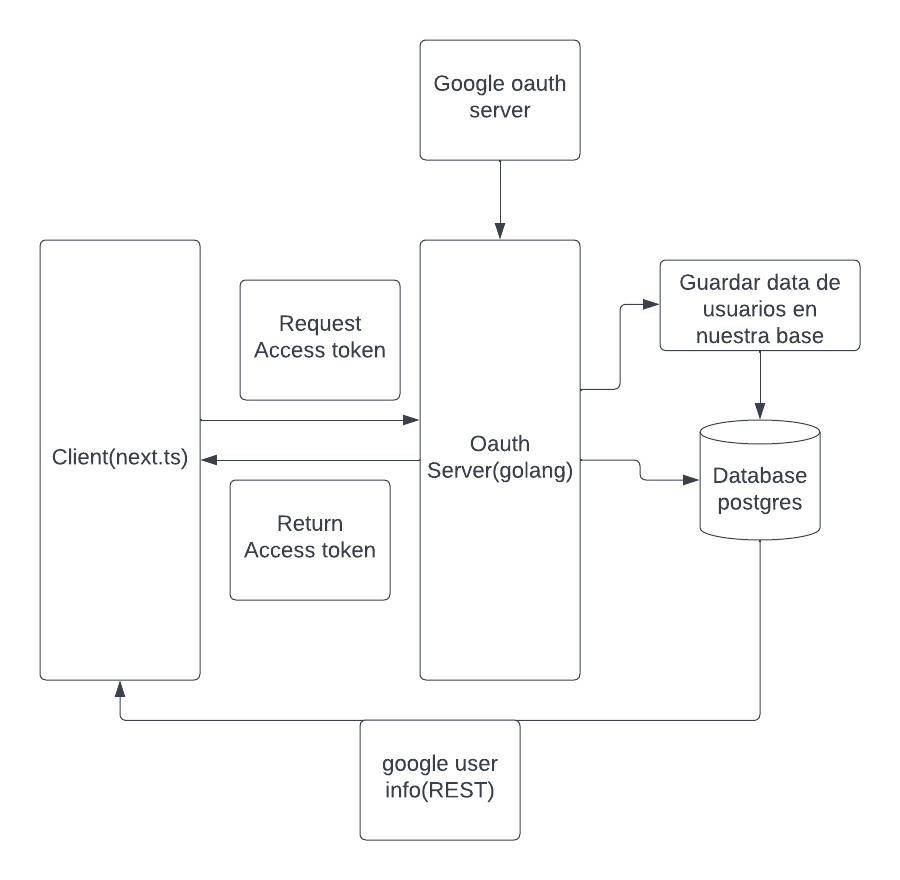 Google oauth
server
Request
Access token
Guardar data de
usuarios en
nuestra base
Client(next.ts)
Oauth
Server(golang)
Database
postgres
Return
Access token
google user
info(REST)